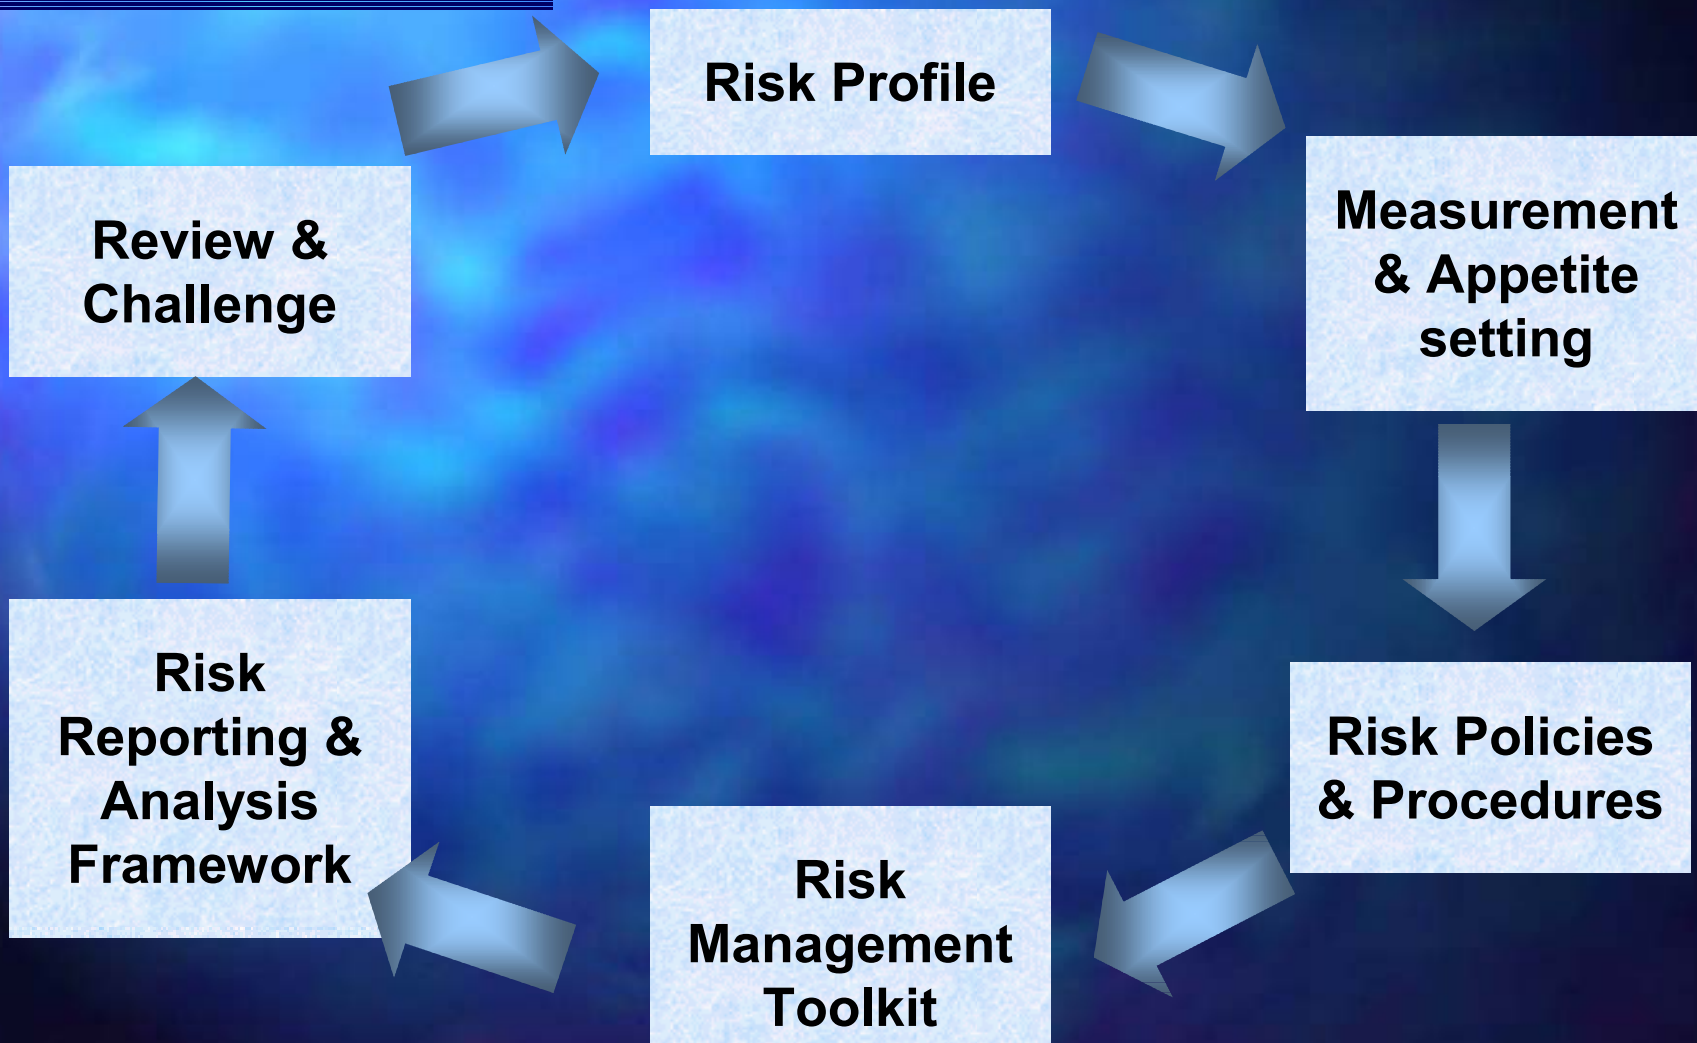 Risk Profile
Measurement
& Appetite
setting
Risk Policies
& Procedures
Risk
Management
Toolkit
Risk
Reporting &
Analysis
Framework
Review &
Challenge